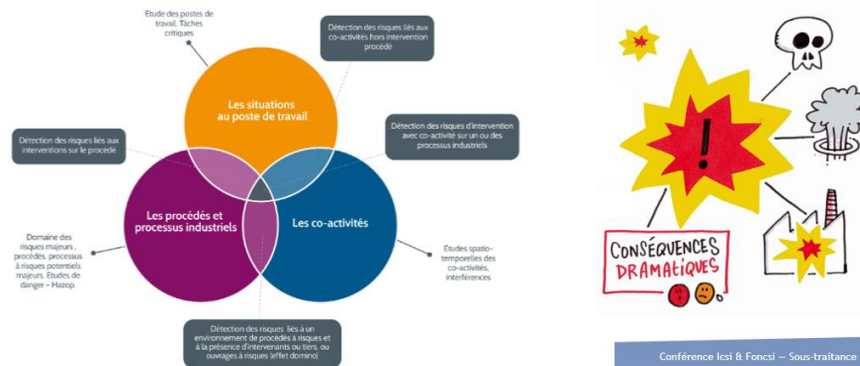 Etude des postes de
travail. Tâches
critiques
Détection des risques liés aux
co-activités hors intervention
procédé
Les situations
au poste de travail
Détection des risques liés aux
interventions sur le procédé
Détection des risques d'intervention
avec co-activité sur un ou des
processus industriels
Les procédés et
processus industriels
Les co-activités
Domaine des
risques majeurs,
procédés, processus
à risques potentiels
majeurs. Études de
danger – Hazop.
Études spatio-
temporelles des
co-activités,
interférences.
Détection des risques liés à un
environnement de procédés à risques et
à la présence d'intervenants ou tiers, ou
ouvrages à risques (effet domino)
!
CONSÉQUENCES
DRAMATIQUES
Conférence Icsi & Foncsi — Sous-traitance